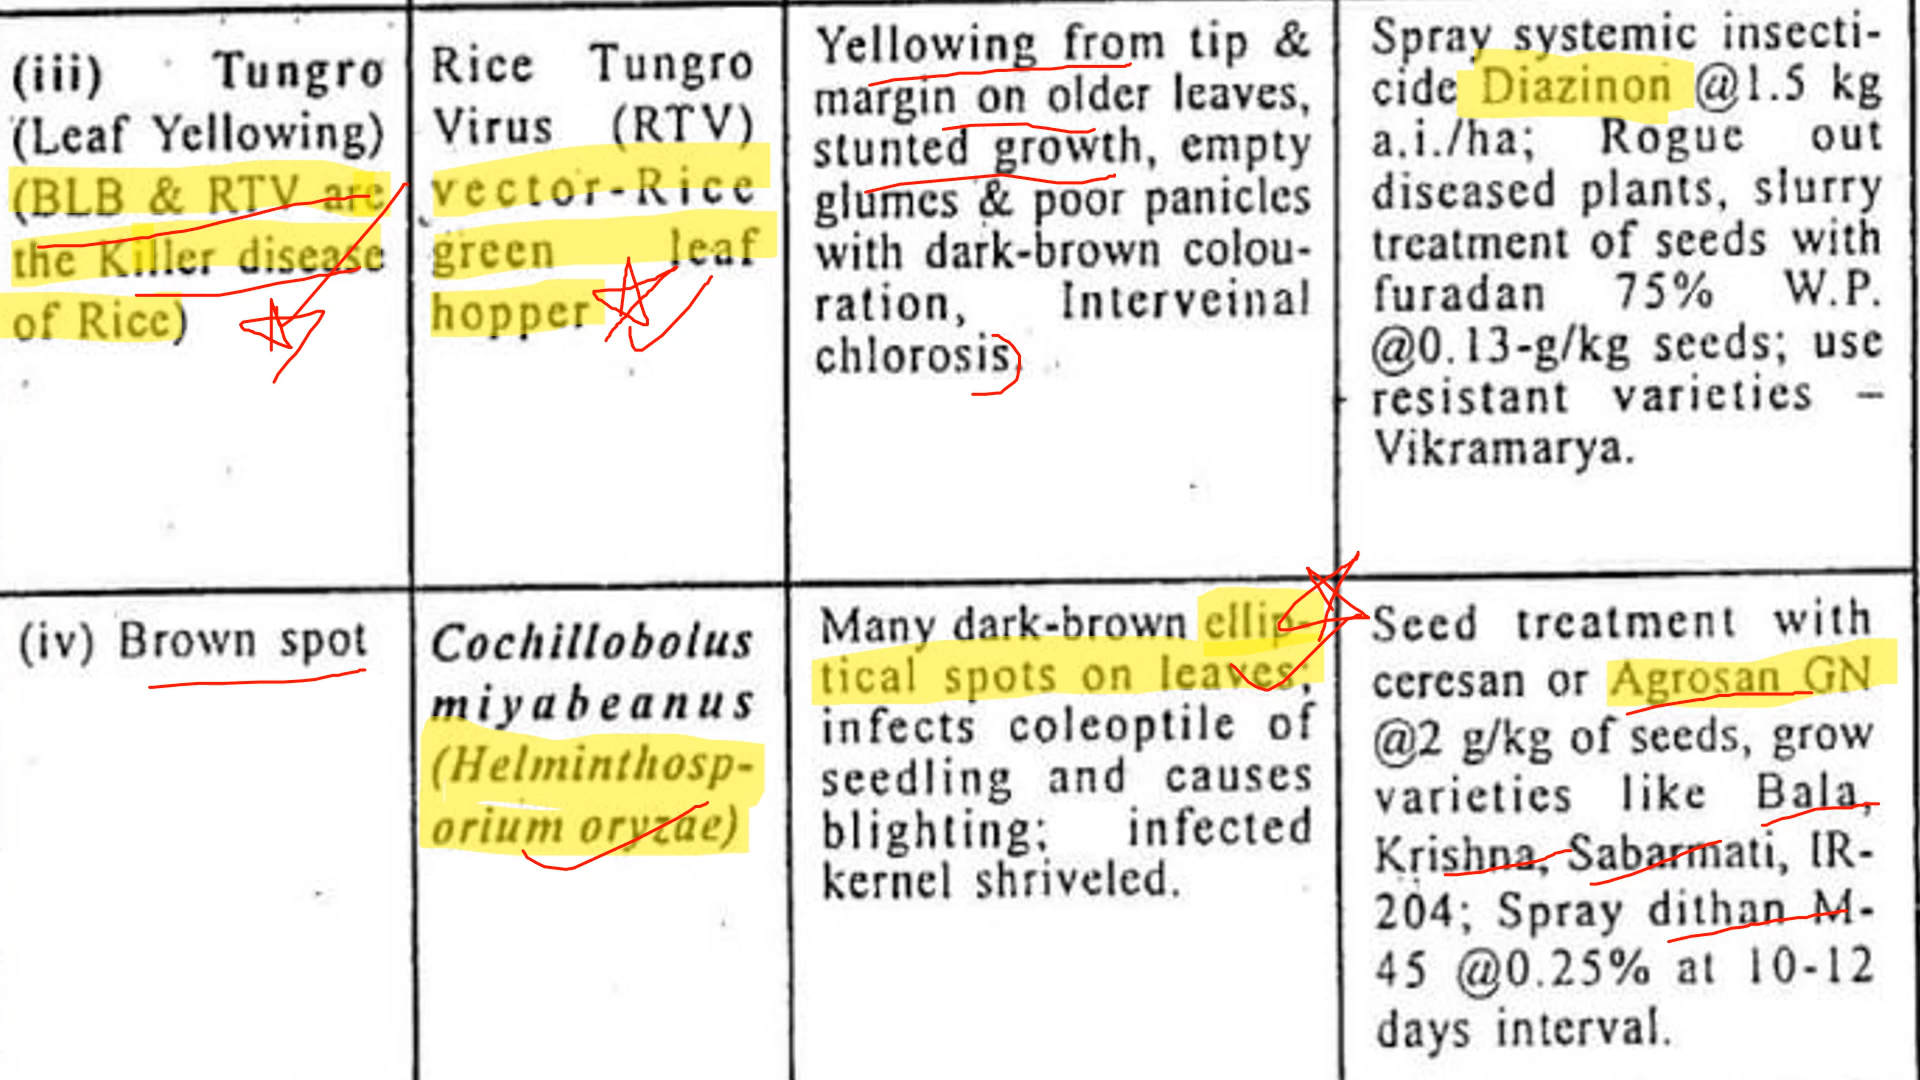 (iii) Tungro
(Leaf Yellowing)
(BLB & RTV are
the Killer disease
of Rice)
Rice Tungro
Virus (RTV)
vector-Rice
green leaf
hopper
Yellowing from tip &
margin on older leaves,
stunted growth, empty
glumes & poor panicles
with dark-brown colou-
ration, Interveinal
chlorosis.
Spray systemic insecti-
cide Diazinon @1.5 kg
a.i./ha; Rogue out
diseased plants, slurry
treatment of seeds with
furadan 75% W.P.
@0.13-g/kg seeds; use
resistant varieties –
Vikramarya.
(iv) Brown spot
Cochillobolus
miyabeanus
(Helminthosp-
orium oryzae)
Many dark-brown ellip-
tical spots on leaves;
infects coleoptile of
seedling and causes
blighting; infected
kernel shriveled.
Seed treatment with
ceresan or Agrosan GN
@2 g/kg of seeds, grow
varieties like Bala,
Krishna, Sabarmati, IR-
204; Spray dithan M-
45 @0.25% at 10-12
days interval.